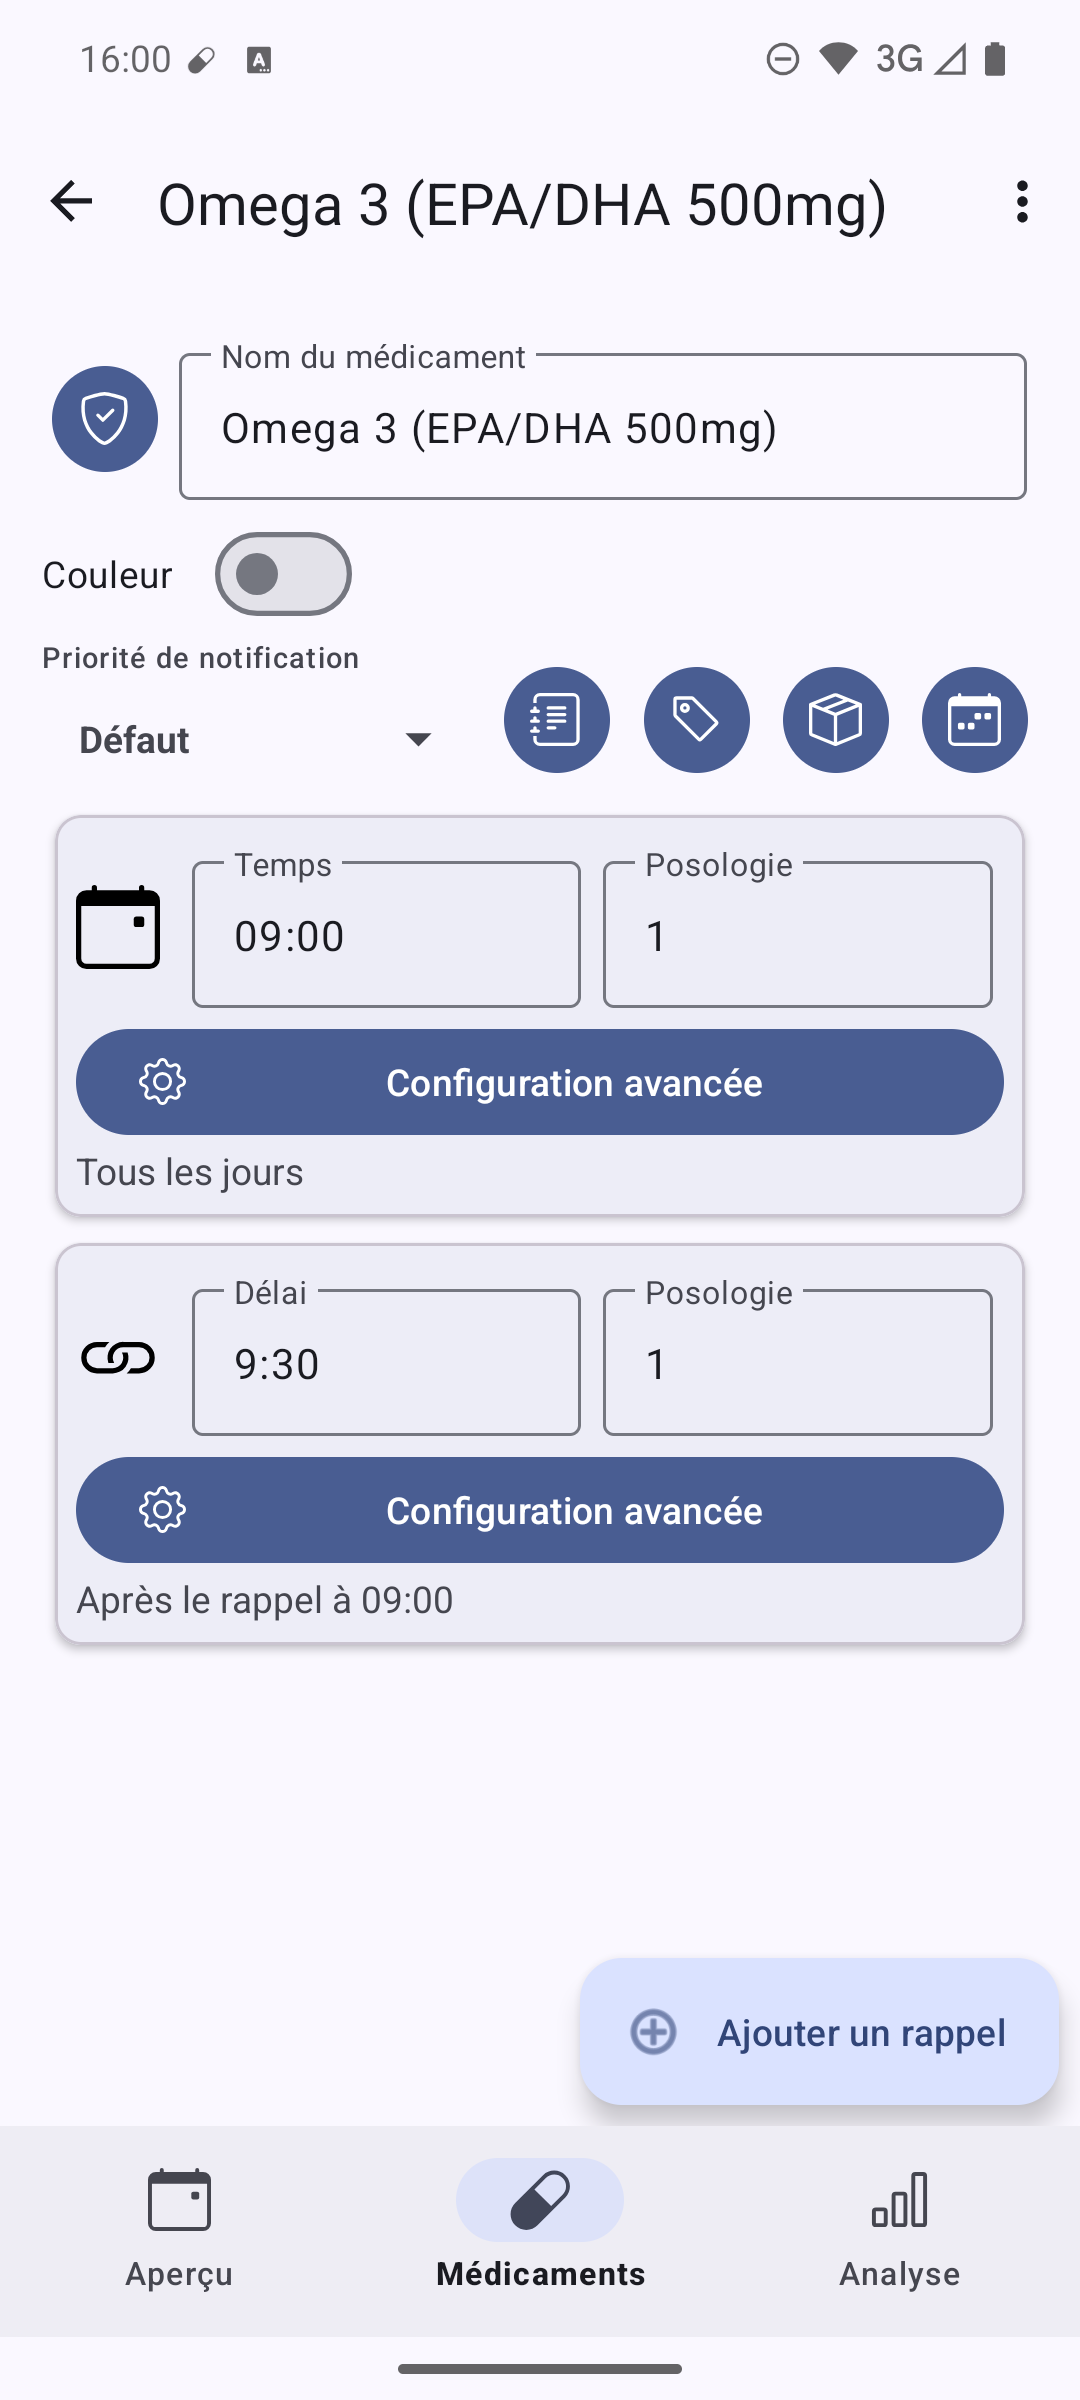 16:00
3G
Omega 3 (EPA/DHA 500mg)
Nom du médicament
Omega 3 (EPA/DHA 500mg)
Couleur
Priorité de notification
Défaut
Temps
09:00
Posologie
1
Configuration avancée
Tous les jours
Délai
9:30
Posologie
1
Configuration avancée
Après le rappel à 09:00
Ajouter un rappel
Aperçu
Médicaments
Analyse